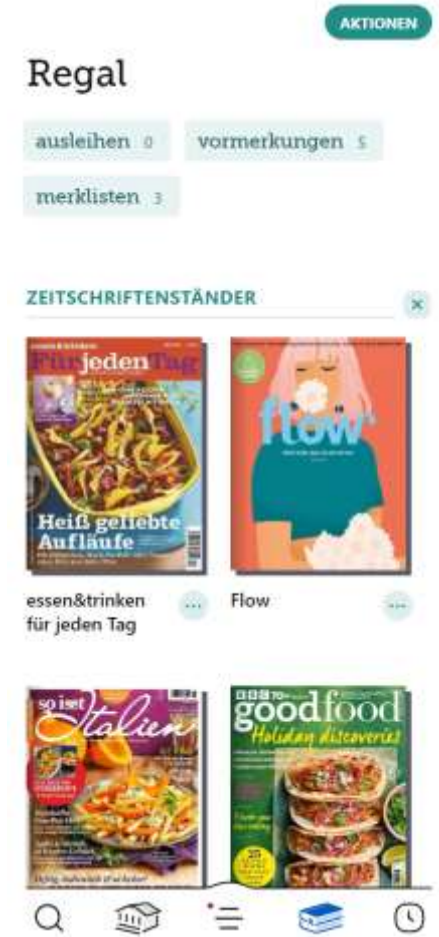 AKTIONEN
Regal
ausleihen 0 vormerkungen 5
merklisten 3
ZEITSCHRIFTENSTÄNDER
Für jeden Tag
Heiß geliebte
Aufläufe
flow
essen&trinken
für jeden Tag
Flow
so isst
Italien
BBC
goodfood
Holiday discoveries